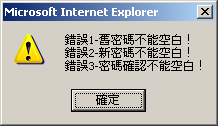 Microsoft Internet Explorer
錯誤1-舊密碼不能空白！
錯誤2-新密碼不能空白！
錯誤3-密碼確認不能空白！
確定